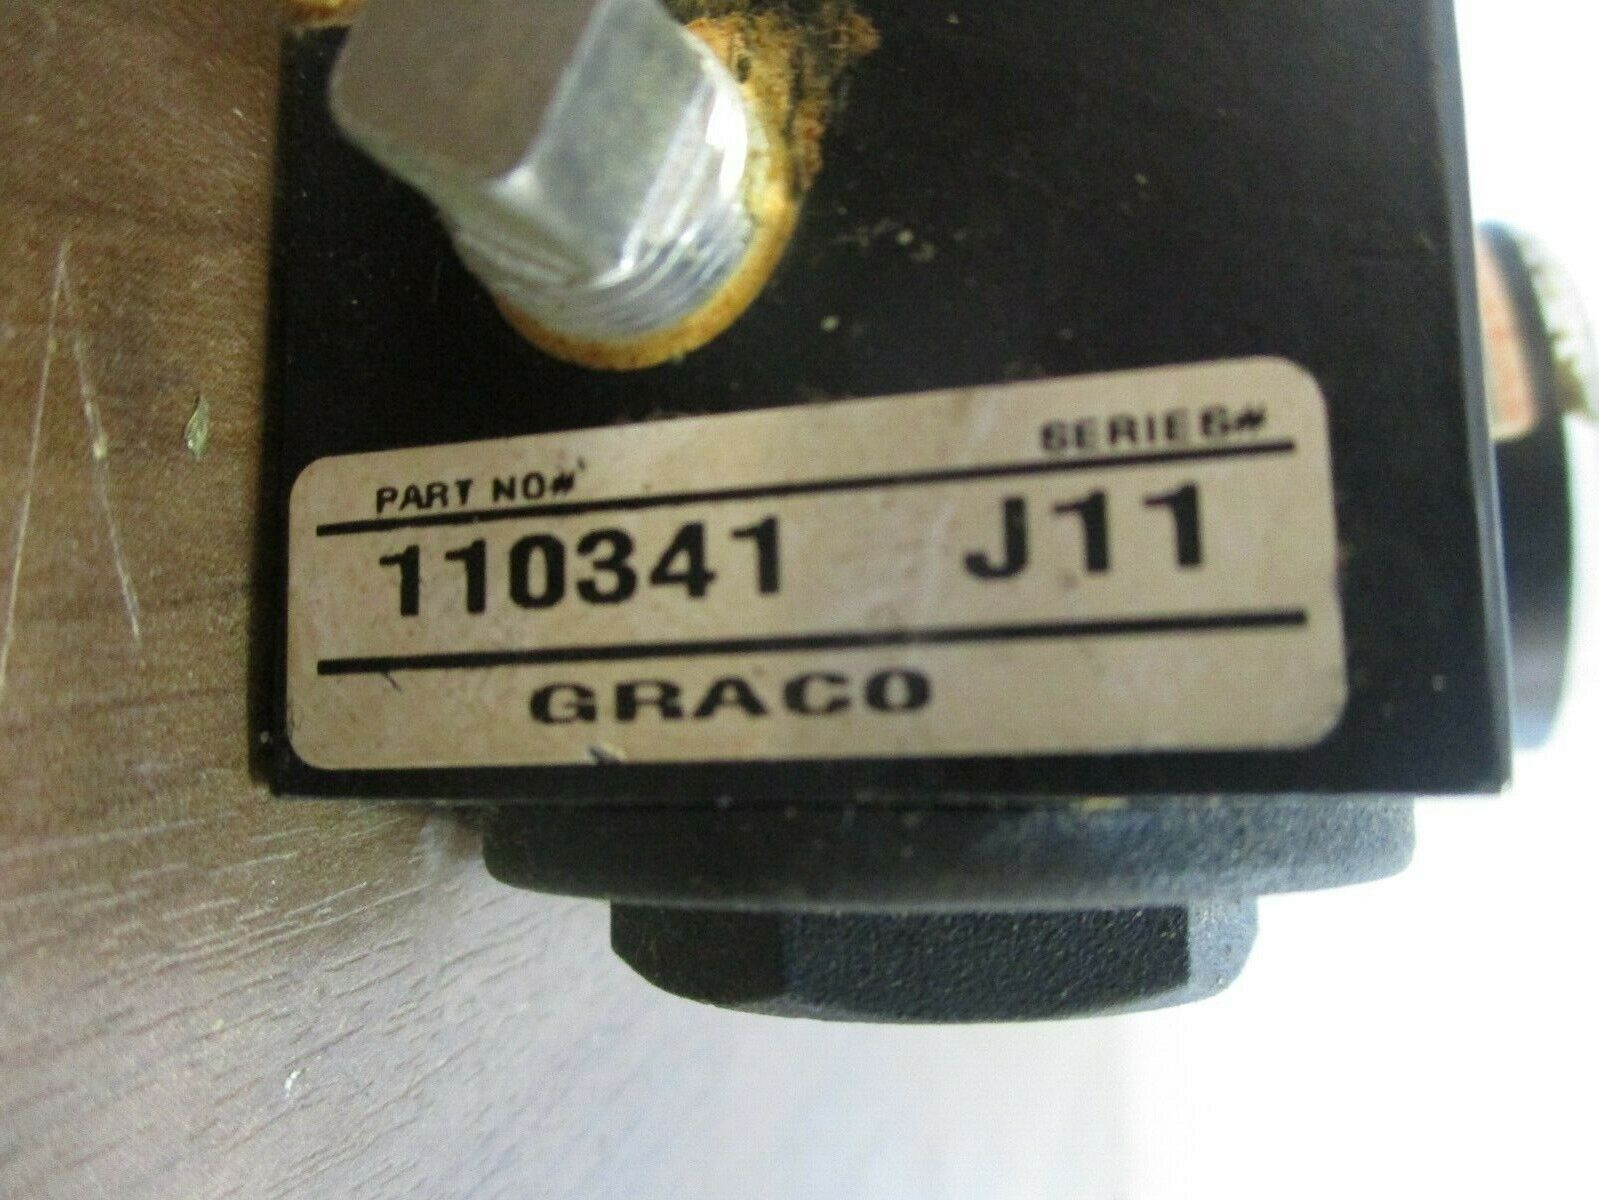 PART NO# SERIES#
110341 J11
GRACO